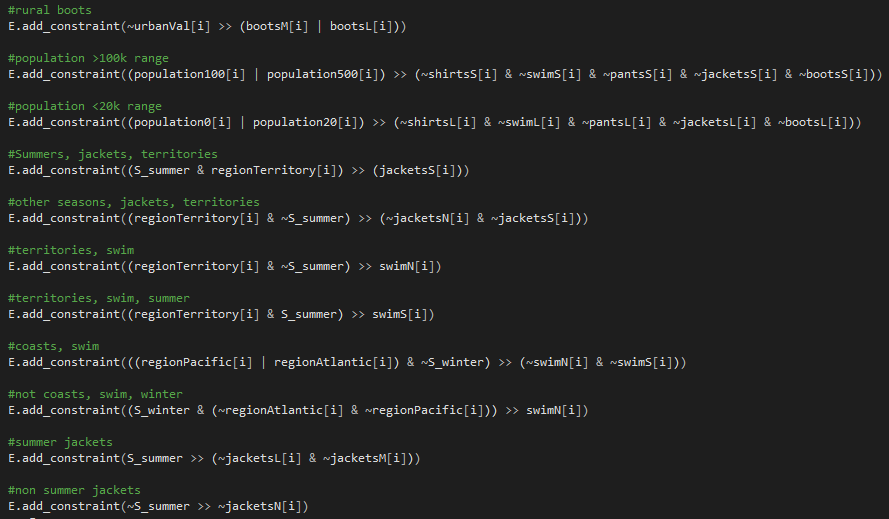 #rural boots
E.add_constraint(~urbanVal[i] >> (bootsM[i] | bootsL[i]))
#population >100k range
E.add_constraint((population100[i] | population500[i]) >> (~shirtsS[i] & ~swimS[i] & ~pantsS[i] & ~jacketsS[i] & ~bootsS[i]))
#population <20k range
E.add_constraint((population0[i] | population20[i]) >> (~shirtsL[i] & ~swimL[i] & ~pantsL[i] & ~jacketsL[i] & ~bootsL[i]))
#Summers, jackets, territories
E.add_constraint((S_summer & regionTerritory[i]) >> (jacketsS[i]))
#other seasons, jackets, territories
E.add_constraint((regionTerritory[i] & ~S_summer) >> (~jacketsN[i] & ~jacketsS[i]))
#territories, swim
E.add_constraint((regionTerritory[i] & ~S_summer) >> swimN[i])
#territories, swim, summer
E.add_constraint((regionTerritory[i] & S_summer) >> swimS[i])
#coasts, swim
E.add_constraint(((regionPacific[i] | regionAtlantic[i]) & ~S_winter) >> (~swimN[i] & ~swimS[i]))
#not coasts, swim, winter
E.add_constraint((S_winter & (~regionAtlantic[i] & ~regionPacific[i])) >> swimN[i])
#summer jackets
E.add_constraint(S_summer >> (~jacketsL[i] & ~jacketsM[i]))
#non summer jackets
E.add_constraint(~S_summer >> ~jacketsN[i])